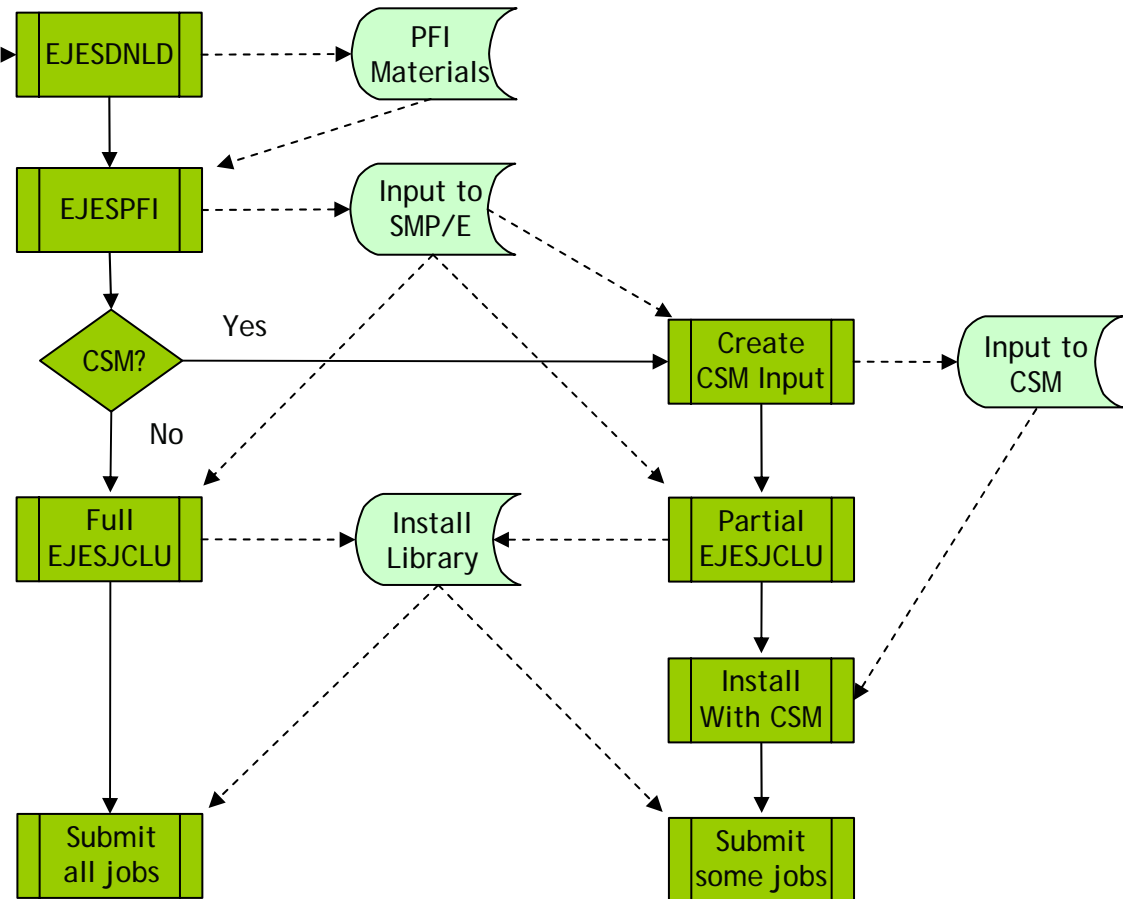 EJESDNLD
PFI
Materials
EJESPFI
Input to
SMP/E
CSM?
Yes
No
Create
CSM Input
Input to
CSM
Full
EJESJCLU
Install
Library
Partial
EJESJCLU
Install
With CSM
Submit
all jobs
Submit
some jobs